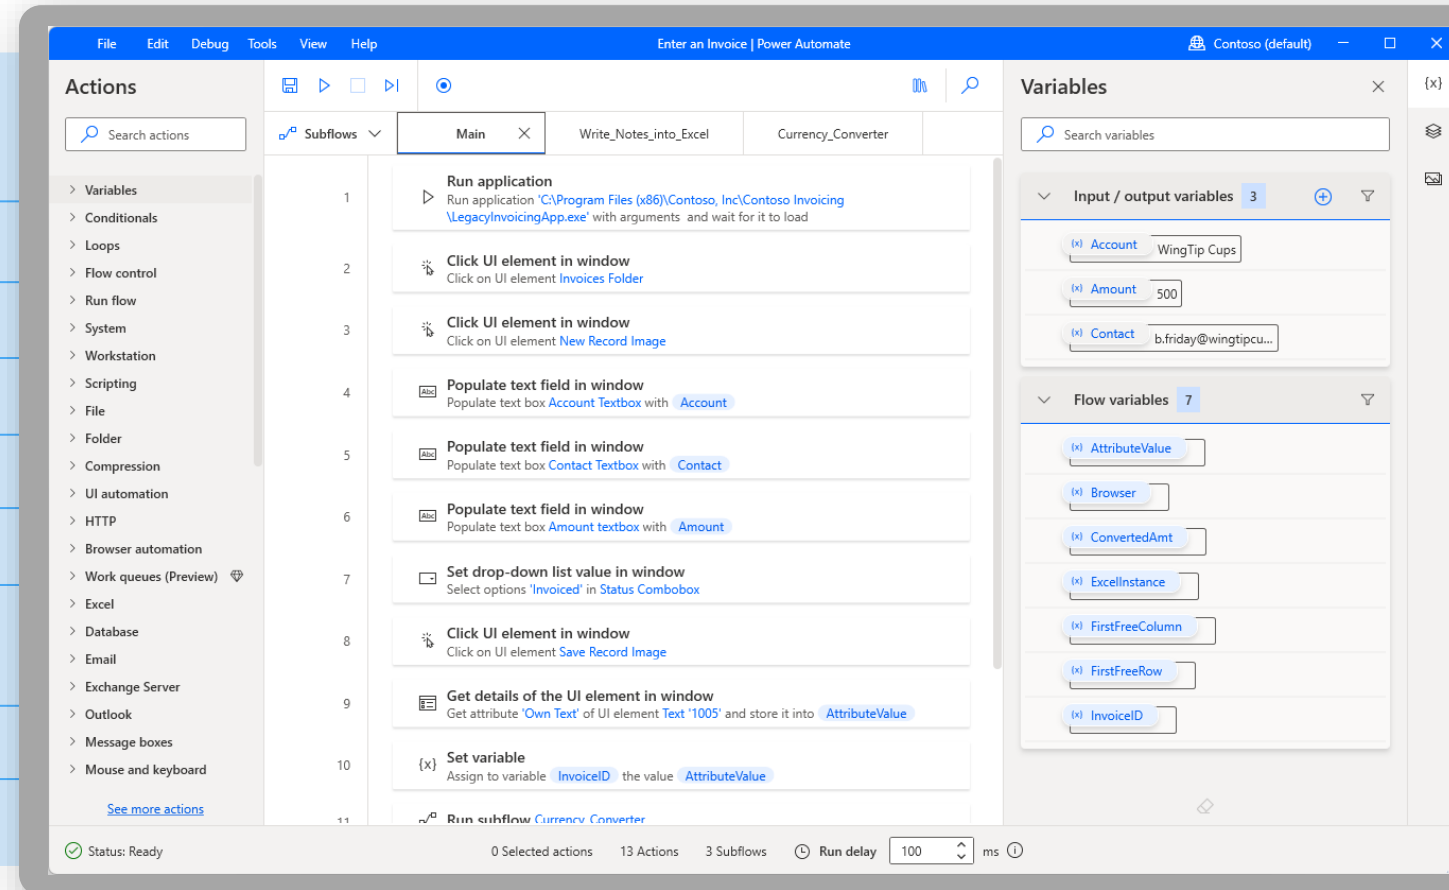 File Edit Debug Tools View Help
Enter an Invoice | Power Automate
Contoso (default)
Actions
Search actions
Variables
Conditionals
Loops
Flow control
Run flow
System
Workstation
Scripting
File
Folder
Compression
UI automation
HTTP
Browser automation
Work queues (Preview)
Excel
Database
Email
Exchange Server
Outlook
Message boxes
Mouse and keyboard
See more actions
Subflows
Main
Write_Notes_into_Excel
Currency_Converter
1
Run application
Run application 'C:\Program Files (x86)\Contoso, Inc\Contoso Invoicing
\LegacyInvoicingApp.exe' with arguments and wait for it to load
2
Click UI element in window
Click on UI element Invoices Folder
3
Click UI element in window
Click on UI element New Record Image
4
Populate text field in window
Abc
Populate text box Account Textbox with Account
5
Populate text field in window
Abc
Populate text box Contact Textbox with Contact
6
Populate text field in window
Abc
Populate text box Amount textbox with Amount
7
Set drop-down list value in window
Select options 'Invoiced' in Status Combobox
8
Click UI element in window
Click on UI element Save Record Image
9
Get details of the UI element in window
Get attribute 'Own Text' of UI element Text '1005' and store it into AttributeValue
10
{x} Set variable
Assign to variable InvoiceID the value AttributeValue
11
Run subflow Currency_Converter
Variables
{x}
Search variables
Input / output variables 3
(x) Account WingTip Cups
(x) Amount 500
(x) Contact b.friday@wingtipcu...
Flow variables 7
(x) AttributeValue
(x) Browser
(x) ConvertedAmt
(x) ExcelInstance
(x) FirstFreeColumn
(x) FirstFreeRow
(x) InvoiceID
Status: Ready
0 Selected actions
13 Actions
3 Subflows
Run delay 100 ms